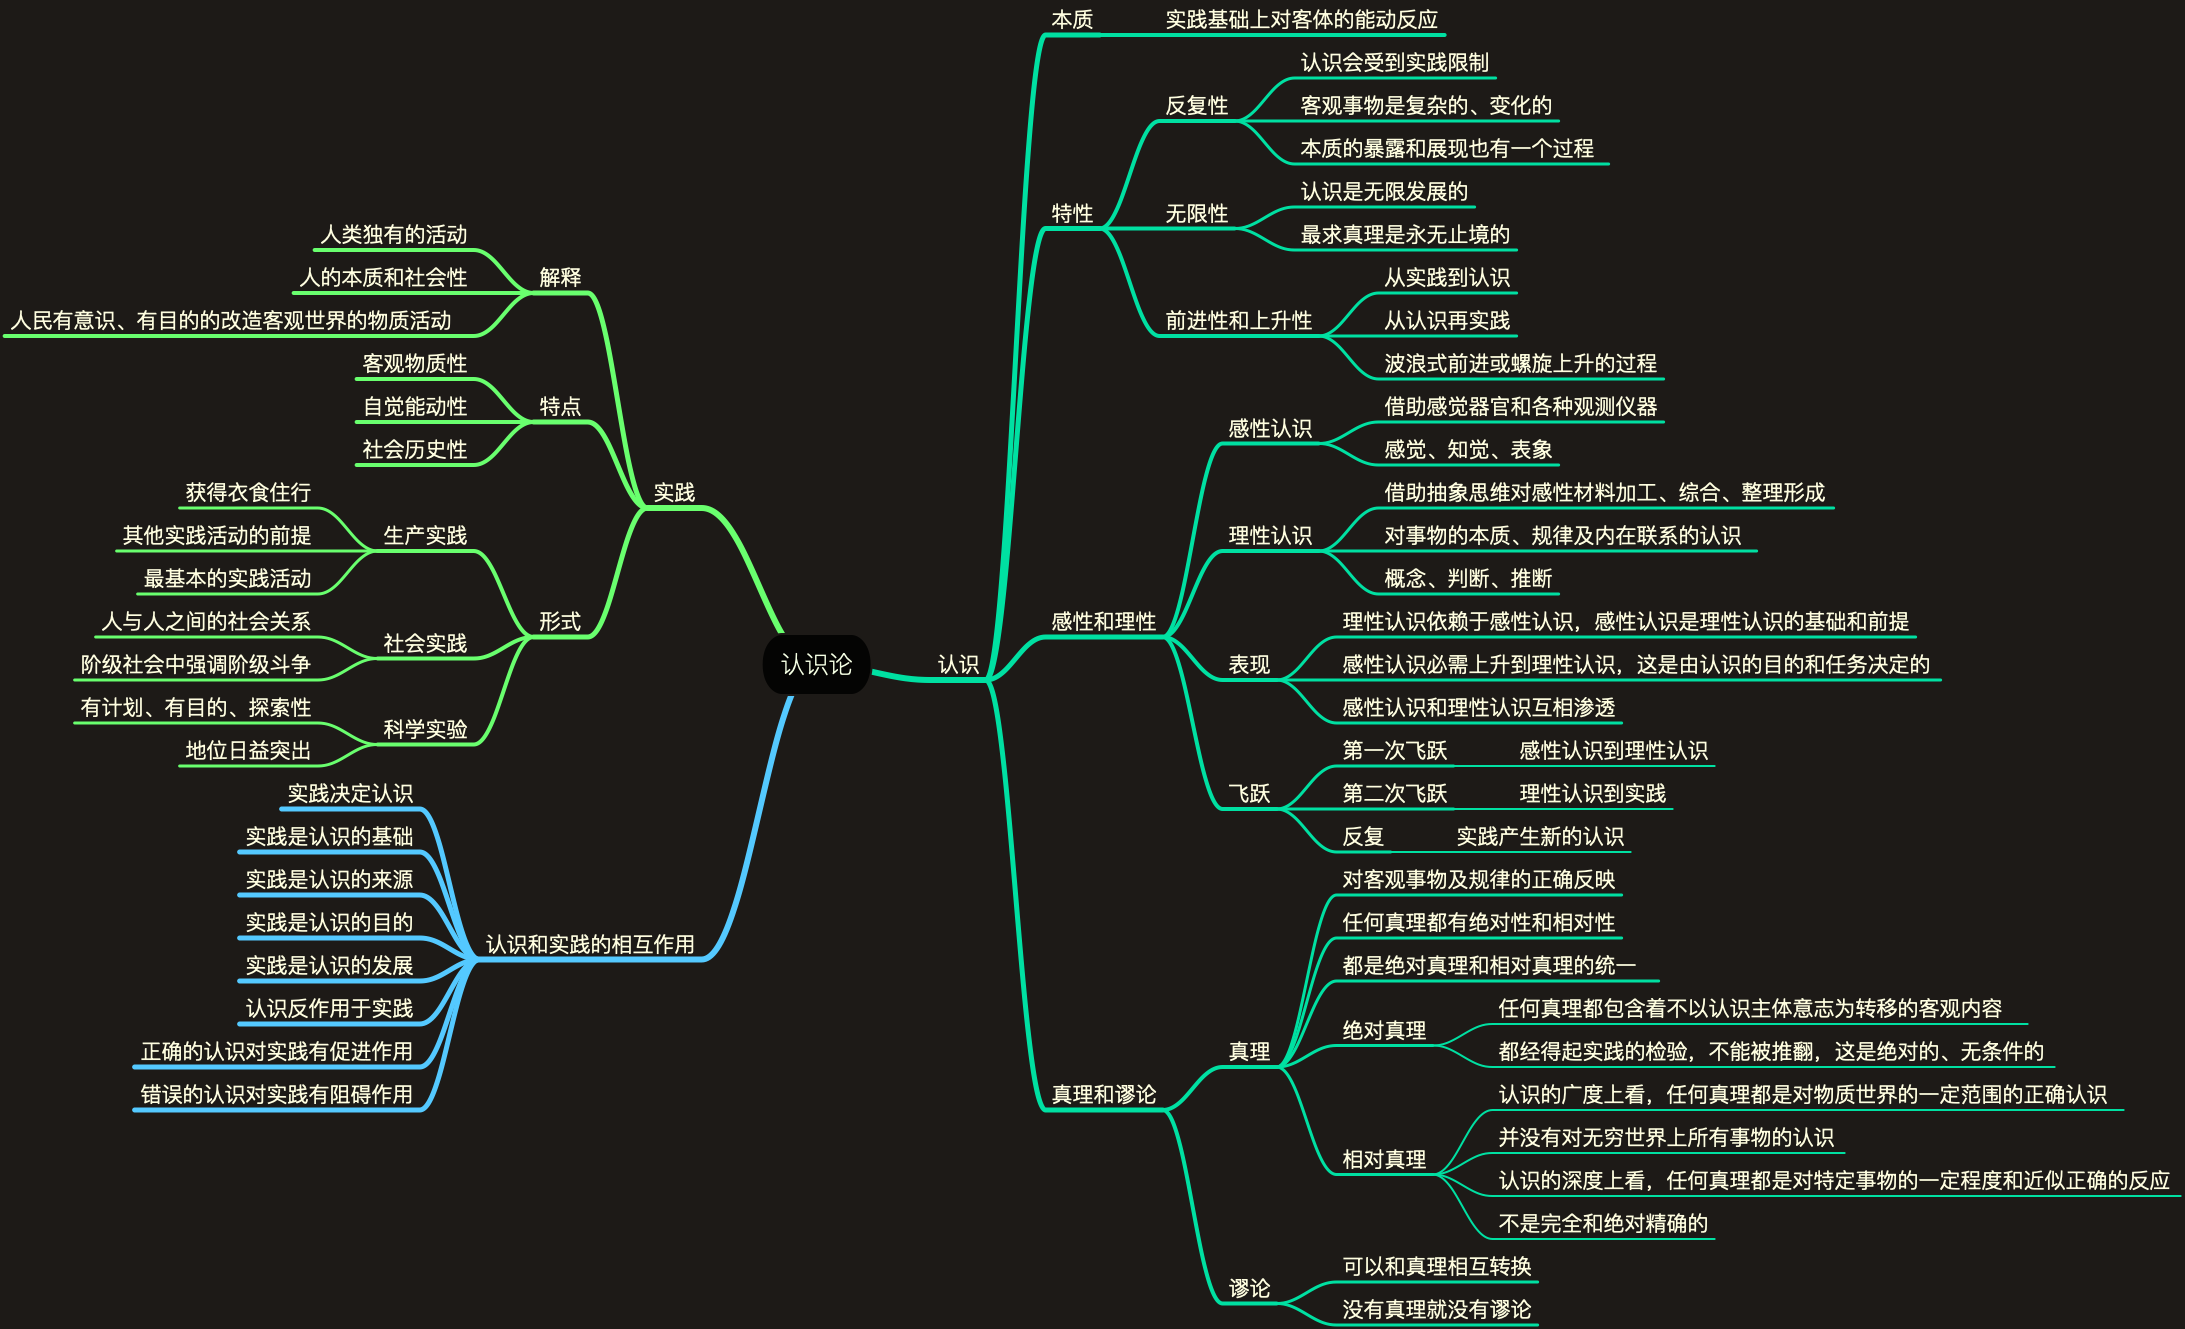 认识论
实践
解释
人类独有的活动
人的本质和社会性
人民有意识、有目的的改造客观世界的物质活动
特点
客观物质性
自觉能动性
社会历史性
形式
生产实践
获得衣食住行
其他实践活动的前提
最基本的实践活动
社会实践
人与人之间的社会关系
阶级社会中强调阶级斗争
科学实验
有计划、有目的、探索性
地位日益突出
认识和实践的相互作用
实践决定认识
实践是认识的基础
实践是认识的来源
实践是认识的目的
实践是认识的发展
认识反作用于实践
正确的认识对实践有促进作用
错误的认识对实践有阻碍作用
认识
本质
实践基础上对客体的能动反应
特性
反复性
认识会受到实践限制
客观事物是复杂的、变化的
本质的暴露和展现也有一个过程
无限性
认识是无限发展的
最求真理是永无止境的
前进性和上升性
从实践到认识
从认识再实践
波浪式前进或螺旋上升的过程
感性和理性
感性认识
借助感觉器官和各种观测仪器
感觉、知觉、表象
理性认识
借助抽象思维对感性材料加工、综合、整理形成
对事物的本质、规律及内在联系的认识
概念、判断、推断
表现
理性认识依赖于感性认识，感性认识是理性认识的基础和前提
感性认识必需上升到理性认识，这是由认识的目的和任务决定的
感性认识和理性认识互相渗透
飞跃
第一次飞跃
感性认识到理性认识
第二次飞跃
理性认识到实践
反复
实践产生新的认识
真理和谬论
真理
对客观事物及规律的正确反映
任何真理都有绝对性和相对性
都是绝对真理和相对真理的统一
绝对真理
任何真理都包含着不以认识主体意志为转移的客观内容
都经得起实践的检验，不能被推翻，这是绝对的、无条件的
相对真理
认识的广度上看，任何真理都是对物质世界的一定范围的正确认识
并没有对无穷世界上所有事物的认识
认识的深度上看，任何真理都是对特定事物的一定程度和近似正确的反应
不是完全和绝对精确的
谬论
可以和真理相互转换
没有真理就没有谬论